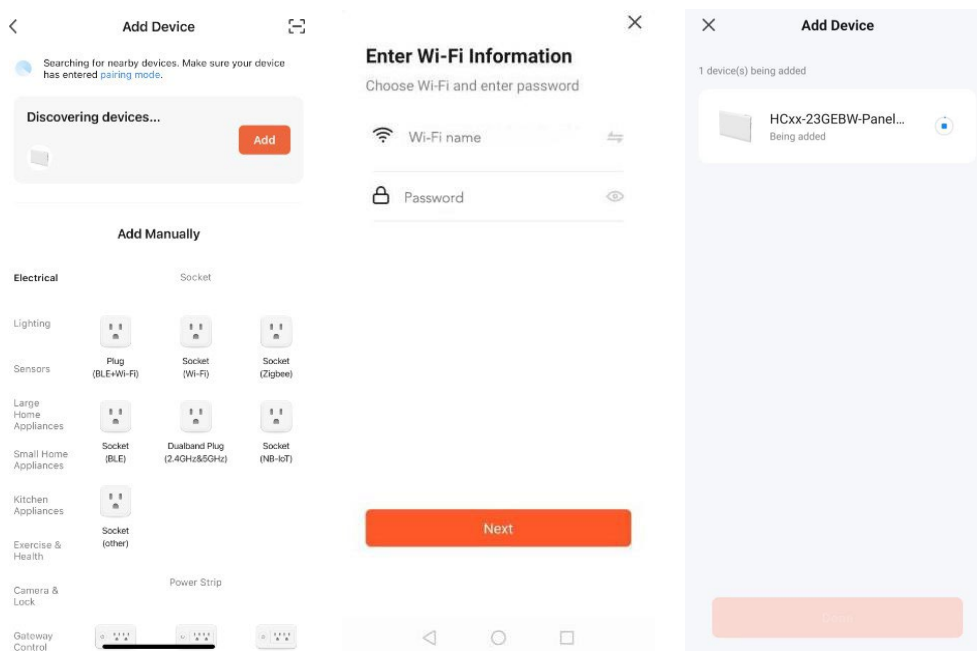 Add Device
Searching for nearby devices. Make sure your device
has entered pairing mode.
Discovering devices...
Add
Add Manually
Electrical
Socket
Lighting
Sensors
Large
Home
Appliances
Small Home
Appliances
Kitchen
Appliances
Exercise &
Health
Camera &
Lock
Gateway
Control
Plug
(BLE+Wi-Fi)
Socket
(Wi-Fi)
Socket
(Zigbee)
Socket
(BLE)
Dualband Plug
(2.4GHz&5GHz)
Socket
(NB-IoT)
Socket
(other)
Power Strip
Enter Wi-Fi Information
Choose Wi-Fi and enter password
Wi-Fi name
Password
Next
Add Device
1 device(s) being added
HCxx-23GEBW-Panel...
Being added